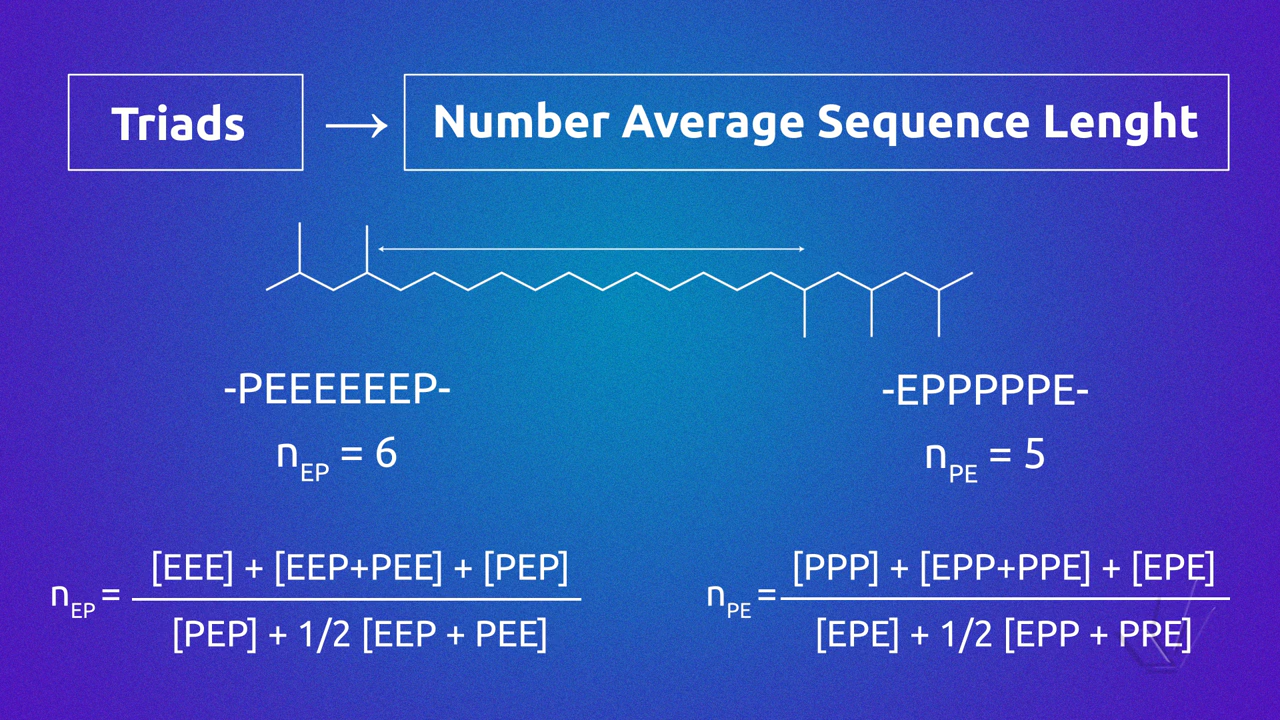 Triads → Number Average Sequence Lenght
-PEEEEEEP-
n_EP = 6
-EPPPPPE-
n_PE = 5
n_EP = [EEE] + [EEP+PEE] + [PEP]
[PEP] + 1/2 [EEP + PEE]
n_PE = [PPP] + [EPP+PPE] + [EPE]
[EPE] + 1/2 [EPP + PPE]